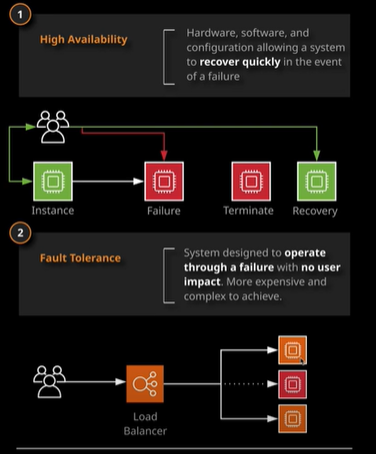 1
High Availability
Hardware, software, and
configuration allowing a system
to recover quickly in the event
of a failure
Instance
Failure
Terminate
Recovery
2
Fault Tolerance
System designed to operate
through a failure with no user
impact. More expensive and
complex to achieve.
Load
Balancer